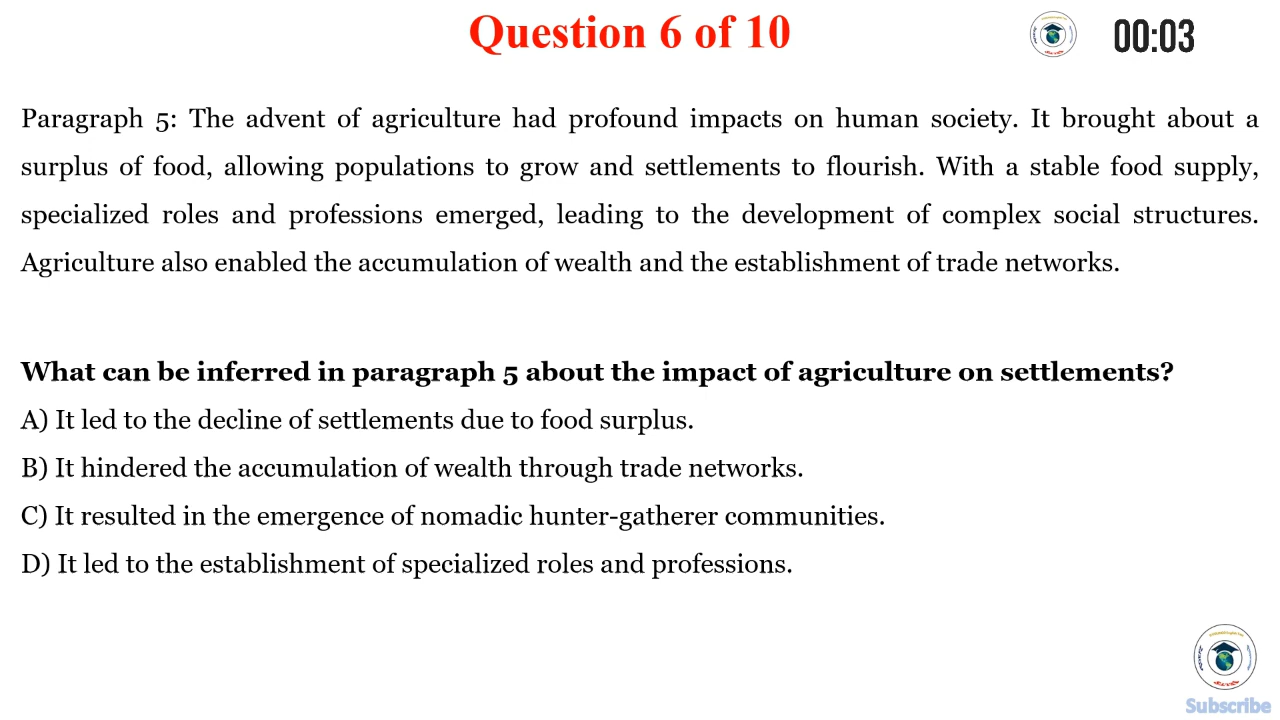 Question 6 of 10
00:03
Paragraph 5: The advent of agriculture had profound impacts on human society. It brought about a
surplus of food, allowing populations to grow and settlements to flourish. With a stable food supply,
specialized roles and professions emerged, leading to the development of complex social structures.
Agriculture also enabled the accumulation of wealth and the establishment of trade networks.
What can be inferred in paragraph 5 about the impact of agriculture on settlements?
A) It led to the decline of settlements due to food surplus.
B) It hindered the accumulation of wealth through trade networks.
C) It resulted in the emergence of nomadic hunter-gatherer communities.
D) It led to the establishment of specialized roles and professions.
Subscribe